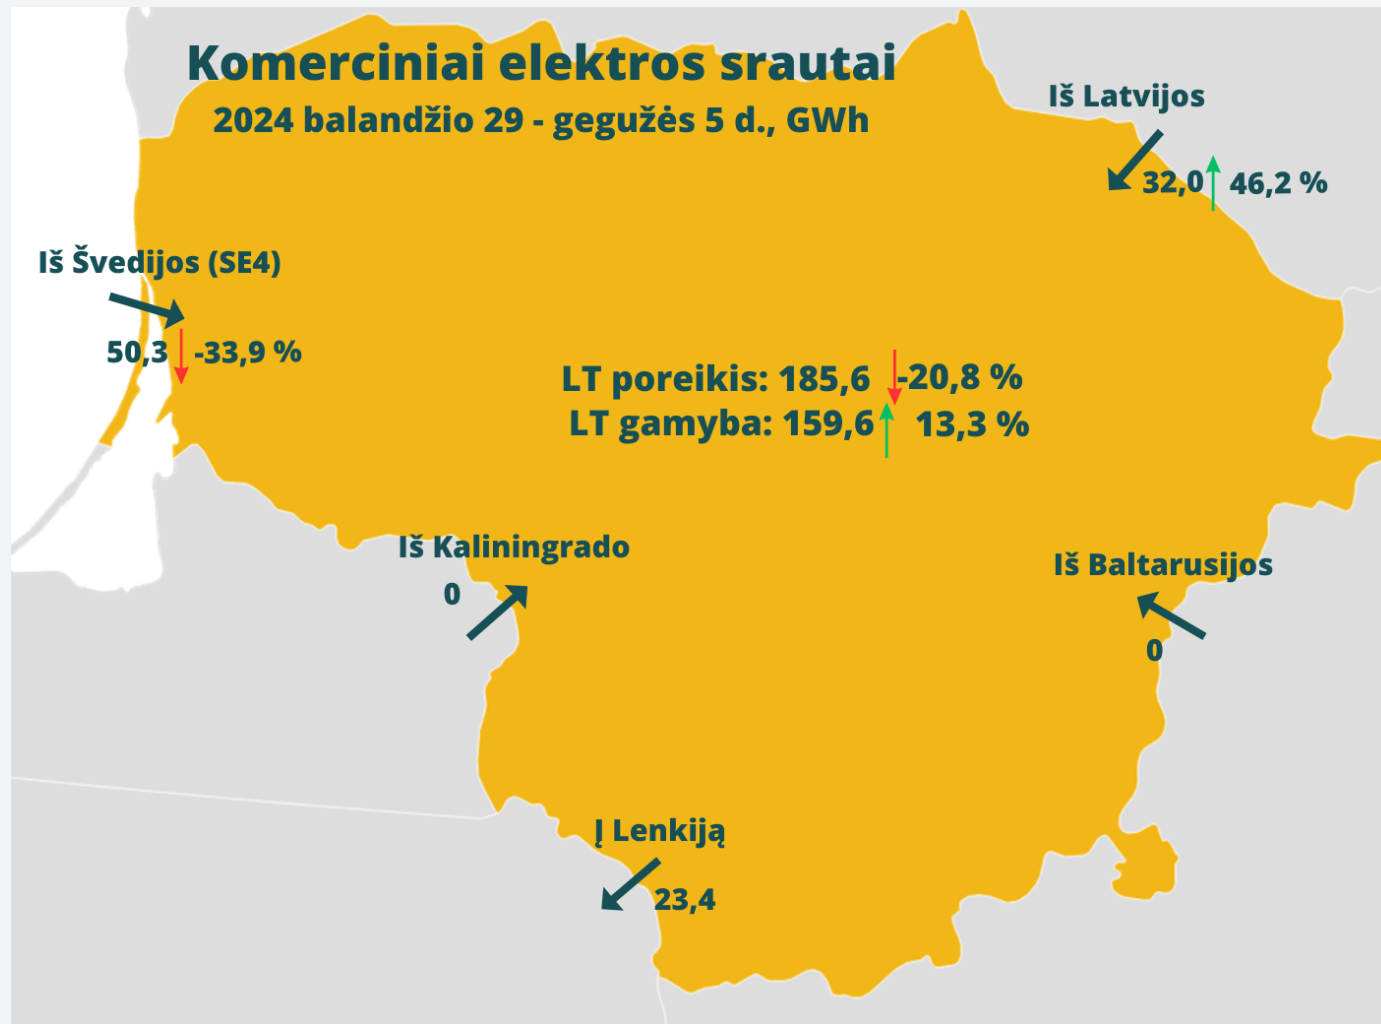 Komerciniai elektros srautai
2024 balandžio 29 - gegužės 5 d., GWh
Iš Latvijos
32,0 46,2 %
Iš Švedijos (SE4)
50,3 -33,9 %
LT poreikis: 185,6 -20,8 %
LT gamyba: 159,6 13,3 %
Iš Kaliningrado
0
Iš Baltarusijos
0
Į Lenkiją
23,4